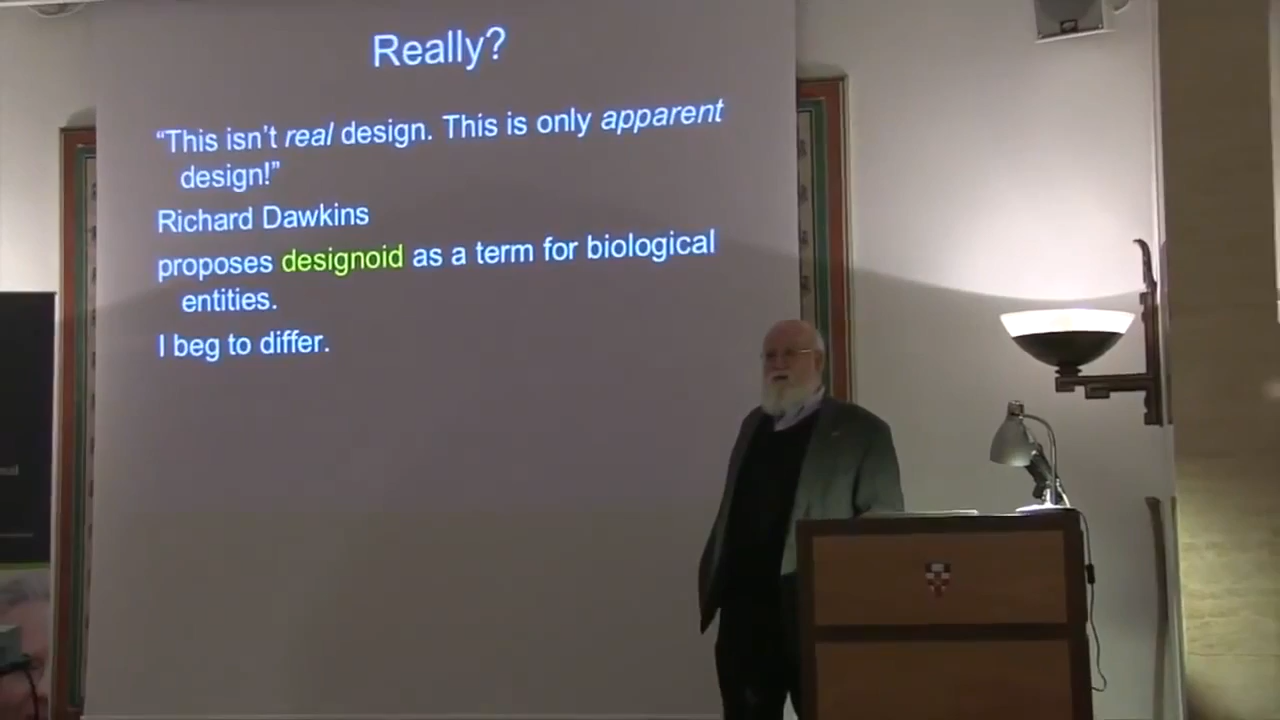 Really?
“This isn’t real design. This is only apparent
design!”
Richard Dawkins
proposes designoid as a term for biological
entities.
I beg to differ.